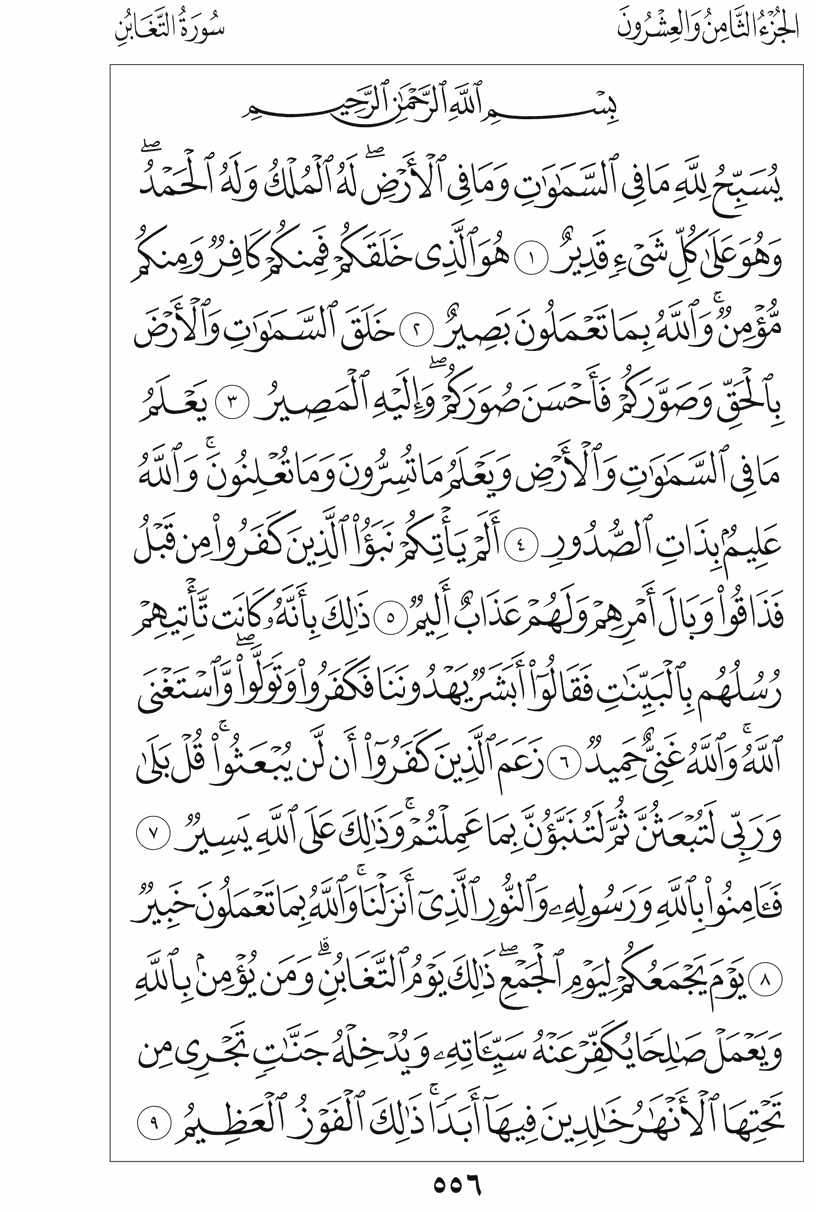 الجُزْءُ الثَّامِنُ وَالعِشْرُونَ
سُورَةُ التَّغَابُنِ
بِسْمِ ٱللَّهِ ٱلرَّحْمَٰنِ ٱلرَّحِيمِ
يُسَبِّحُ لِلَّهِ مَا فِى ٱلسَّمَٰوَٰتِ وَمَا فِى ٱلْأَرْضِۖ لَهُ ٱلْمُلْكُ وَلَهُ ٱلْحَمْدُۖ
وَهُوَ عَلَىٰ كُلِّ شَىْءٍ قَدِيرٌ ١ هُوَ ٱلَّذِى خَلَقَكُمْ فَمِنكُمْ كَافِرٌ وَمِنكُم
مُّؤْمِنٌۚ وَٱللَّهُ بِمَا تَعْمَلُونَ بَصِيرٌ ٢ خَلَقَ ٱلسَّمَٰوَٰتِ وَٱلْأَرْضَ
بِٱلْحَقِّ وَصَوَّرَكُمْ فَأَحْسَنَ صُوَرَكُمْۖ وَإِلَيْهِ ٱلْمَصِيرُ ٣ يَعْلَمُ
مَا فِى ٱلسَّمَٰوَٰتِ وَٱلْأَرْضِ وَيَعْلَمُ مَا تُسِرُّونَ وَمَا تُعْلِنُونَۚ وَٱللَّهُ
عَلِيمٌۢ بِذَاتِ ٱلصُّدُورِ ٤ أَلَمْ يَأْتِكُمْ نَبَؤُا۟ ٱلَّذِينَ كَفَرُوا۟ مِن قَبْلُ
فَذَاقُوا۟ وَبَالَ أَمْرِهِمْ وَلَهُمْ عَذَابٌ أَلِيمٌ ٥ ذَٰلِكَ بِأَنَّهُۥ كَانَت تَّأْتِيهِمْ
رُسُلُهُم بِٱلْبَيِّنَٰتِ فَقَالُوٓا۟ أَبَشَرٌ يَهْدُونَنَا فَكَفَرُوا۟ وَتَوَلَّوا۟ۖ وَّٱسْتَغْنَى
ٱللَّهُۚ وَٱللَّهُ غَنِىٌّ حَمِيدٌ ٦ زَعَمَ ٱلَّذِينَ كَفَرُوٓا۟ أَن لَّن يُبْعَثُوا۟ۚ قُلْ بَلَىٰ
وَرَبِّى لَتُبْعَثُنَّ ثُمَّ لَتُنَبَّؤُنَّ بِمَا عَمِلْتُمْۚ وَذَٰلِكَ عَلَى ٱللَّهِ يَسِيرٌ ٧
فَـَٔامِنُوا۟ بِٱللَّهِ وَرَسُولِهِۦ وَٱلنُّورِ ٱلَّذِىٓ أَنزَلْنَاۚ وَٱللَّهُ بِمَا تَعْمَلُونَ خَبِيرٌ
٨ يَوْمَ يَجْمَعُكُمْ لِيَوْمِ ٱلْجَمْعِۖ ذَٰلِكَ يَوْمُ ٱلتَّغَابُنِۗ وَمَن يُؤْمِنۢ بِٱللَّهِ
وَيَعْمَلْ صَٰلِحًا يُكَفِّرْ عَنْهُ سَيِّـَٔاتِهِۦ وَيُدْخِلْهُ جَنَّٰتٍ تَجْرِى مِن
تَحْتِهَا ٱلْأَنْهَٰرُ خَٰلِدِينَ فِيهَآ أَبَدًاۚ ذَٰلِكَ ٱلْفَوْزُ ٱلْعَظِيمُ ٩
٥٥٦